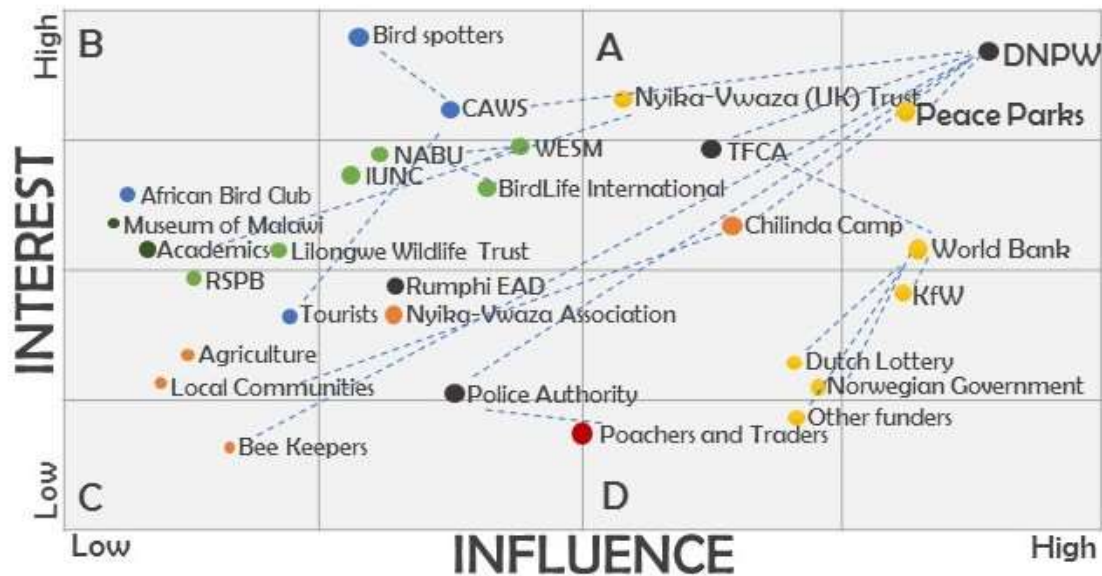 High
B
Bird spotters
A
DNPW
CAWS
Nyika-Vwaza (UK) Trust
Peace Parks
NABU
WESM
TFCA
IUNC
BirdLife International
African Bird Club
Museum of Malawi
Chilinda Camp
Academics
Lilongwe Wildlife Trust
World Bank
RSPB
Rumphi EAD
KfW
Tourists
Nyika-Vwaza Association
INTEREST
Agriculture
Dutch Lottery
Local Communities
Police Authority
Norwegian Government
Other funders
Poachers and Traders
Bee Keepers
Low
C
D
Low
INFLUENCE
High